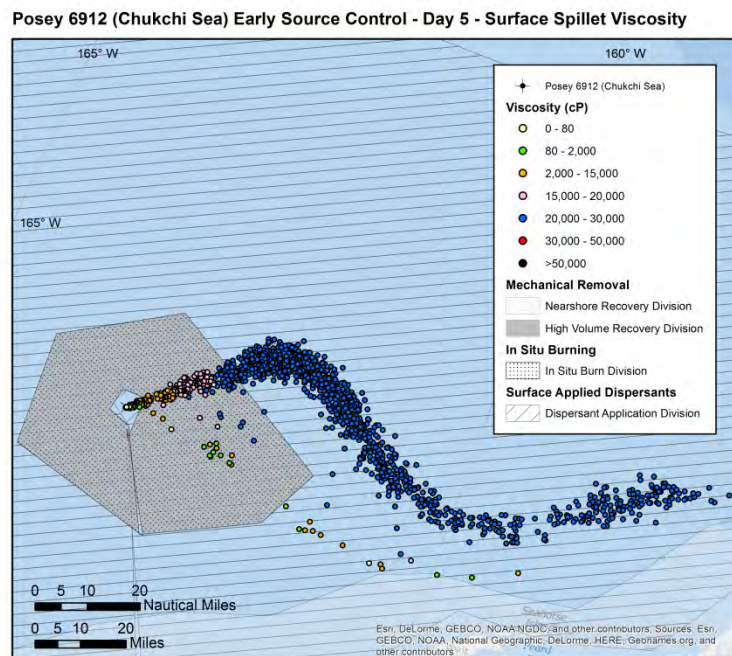 Posey 6912 (Chukchi Sea) Early Source Control - Day 5 - Surface Spillet Viscosity
165° W
160° W
Posey 6912 (Chukchi Sea)
Viscosity (cP)
0 - 80
80 - 2,000
2,000 - 15,000
15,000 - 20,000
20,000 - 30,000
30,000 - 50,000
>50,000
Mechanical Removal
Nearshore Recovery Division
High Volume Recovery Division
In Situ Burning
In Situ Burn Division
Surface Applied Dispersants
Dispersant Application Division
165° W
0 5 10 20
Nautical Miles
0 5 10 20
Miles
Seahorse
Pearl
Esri, DeLorme, GEBCO, NOAA NGDC, and other contributors, Sources: Esri,
GEBCO, NOAA, National Geographic, DeLorme, HERE, Geonames.org, and
other contributors